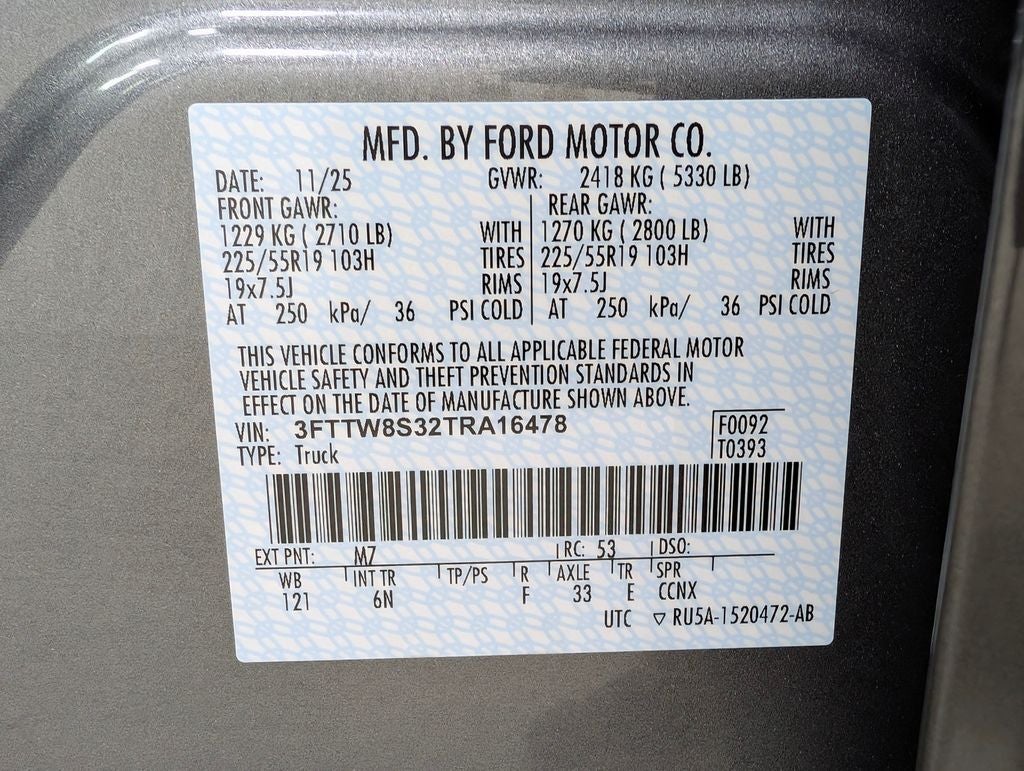 MFD. BY FORD MOTOR CO.
DATE: 11/25 GVWR: 2418 KG ( 5330 LB)
FRONT GAWR: REAR GAWR:
1229 KG ( 2710 LB) WITH 1270 KG ( 2800 LB) WITH
225/55R19 103H TIRES 225/55R19 103H TIRES
19x7.5J RIMS 19x7.5J RIMS
AT 250 kPa/ 36 PSI COLD AT 250 kPa/ 36 PSI COLD
THIS VEHICLE CONFORMS TO ALL APPLICABLE FEDERAL MOTOR
VEHICLE SAFETY AND THEFT PREVENTION STANDARDS IN
EFFECT ON THE DATE OF MANUFACTURE SHOWN ABOVE.
VIN: 3FTTW8S32TRA16478 F0092
TYPE: Truck T0393
EXT PNT: M7 RC: 53 DSO:
WB INT TR TP/PS R AXLE TR SPR
121 6N F 33 E CCNX
UTC ▽ RU5A-1520472-AB